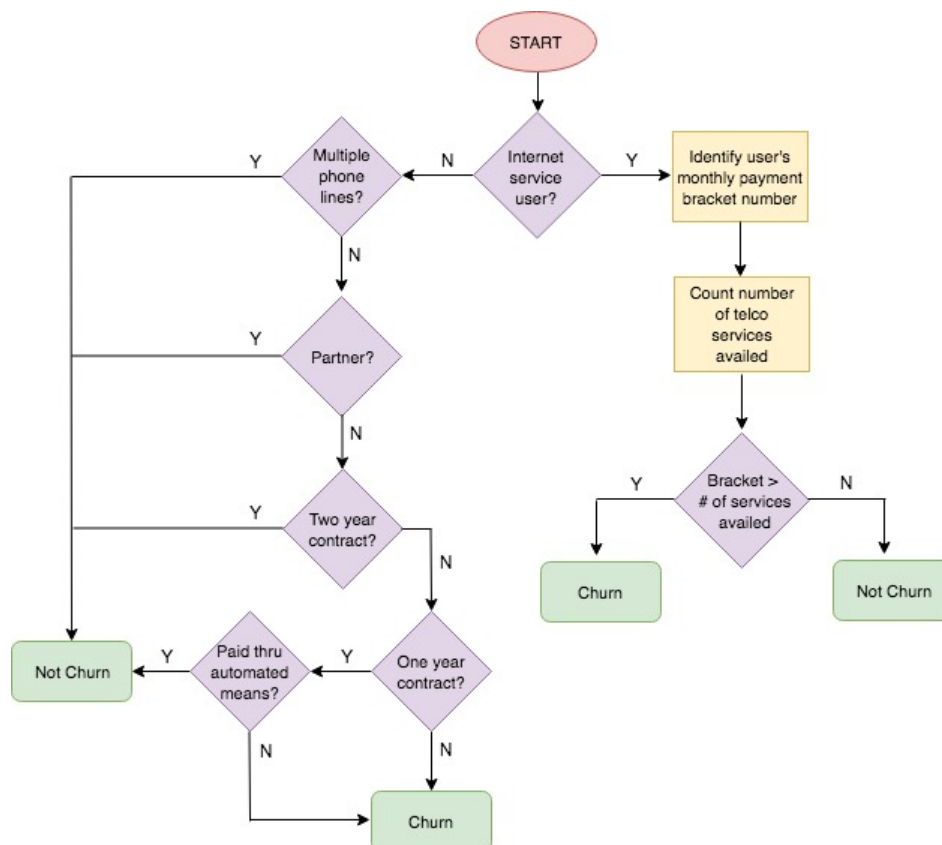 START
Internet
service
user?
N
Y
Multiple
phone
lines?
Y
N
Identify user's
monthly payment
bracket number
Count number
of telco
services
availed
Partner?
Y
N
Bracket >
# of services
availed
Y
N
Churn
Not Churn
Two year
contract?
Y
N
One year
contract?
Y
N
Paid thru
automated
means?
Y
N
Not Churn
Churn